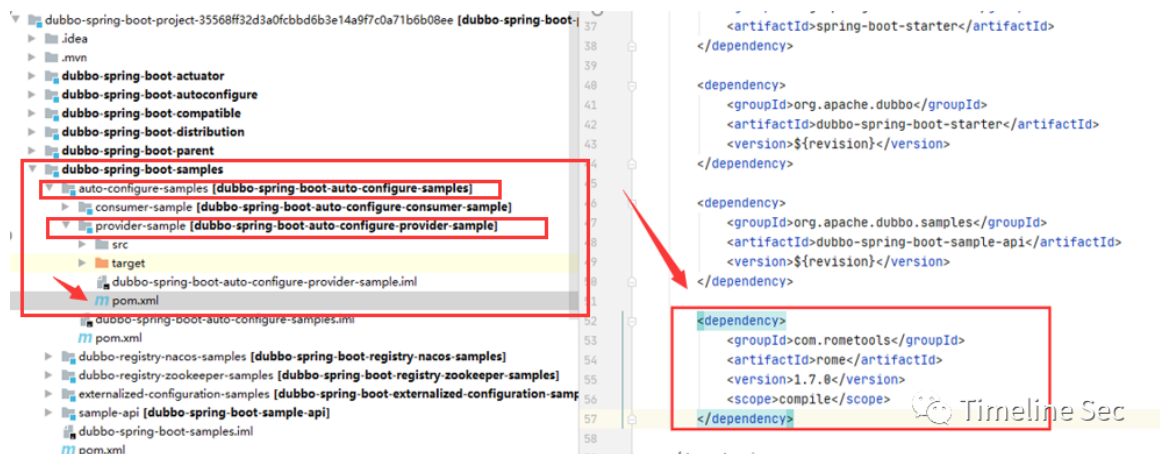 dubbo-spring-boot-project-35568ff32d3a0fcbbd6b3e14a9f7c0a71b6b08ee [dubbo-spring-boot-p
.idea
.mvn
dubbo-spring-boot-actuator
dubbo-spring-boot-autoconfigure
dubbo-spring-boot-compatible
dubbo-spring-boot-distribution
dubbo-spring-boot-parent
dubbo-spring-boot-samples
auto-configure-samples [dubbo-spring-boot-auto-configure-samples]
consumer-sample [dubbo-spring-boot-auto-configure-consumer-sample]
provider-sample [dubbo-spring-boot-auto-configure-provider-sample]
src
target
dubbo-spring-boot-auto-configure-provider-sample.iml
pom.xml
dubbo-spring-boot-auto-configure-samples.iml
pom.xml
dubbo-registry-nacos-samples [dubbo-spring-boot-registry-nacos-samples]
dubbo-registry-zookeeper-samples [dubbo-spring-boot-registry-zookeeper-samples]
externalized-configuration-samples [dubbo-spring-boot-externalized-configuration-samp
sample-api [dubbo-spring-boot-sample-api]
dubbo-spring-boot-samples.iml
pom.xml
37 <artifactId>spring-boot-starter</artifactId>
38 </dependency>
39
40 <dependency>
41 <groupId>org.apache.dubbo</groupId>
42 <artifactId>dubbo-spring-boot-starter</artifactId>
43 <version>${revision}</version>
44 </dependency>
45
46 <dependency>
47 <groupId>org.apache.dubbo.samples</groupId>
48 <artifactId>dubbo-spring-boot-sample-api</artifactId>
49 <version>${revision}</version>
50 </dependency>
51
52 <dependency>
53 <groupId>com.rometools</groupId>
54 <artifactId>rome</artifactId>
55 <version>1.7.0</version>
56 <scope>compile</scope>
57 </dependency>
58
Timeline Sec